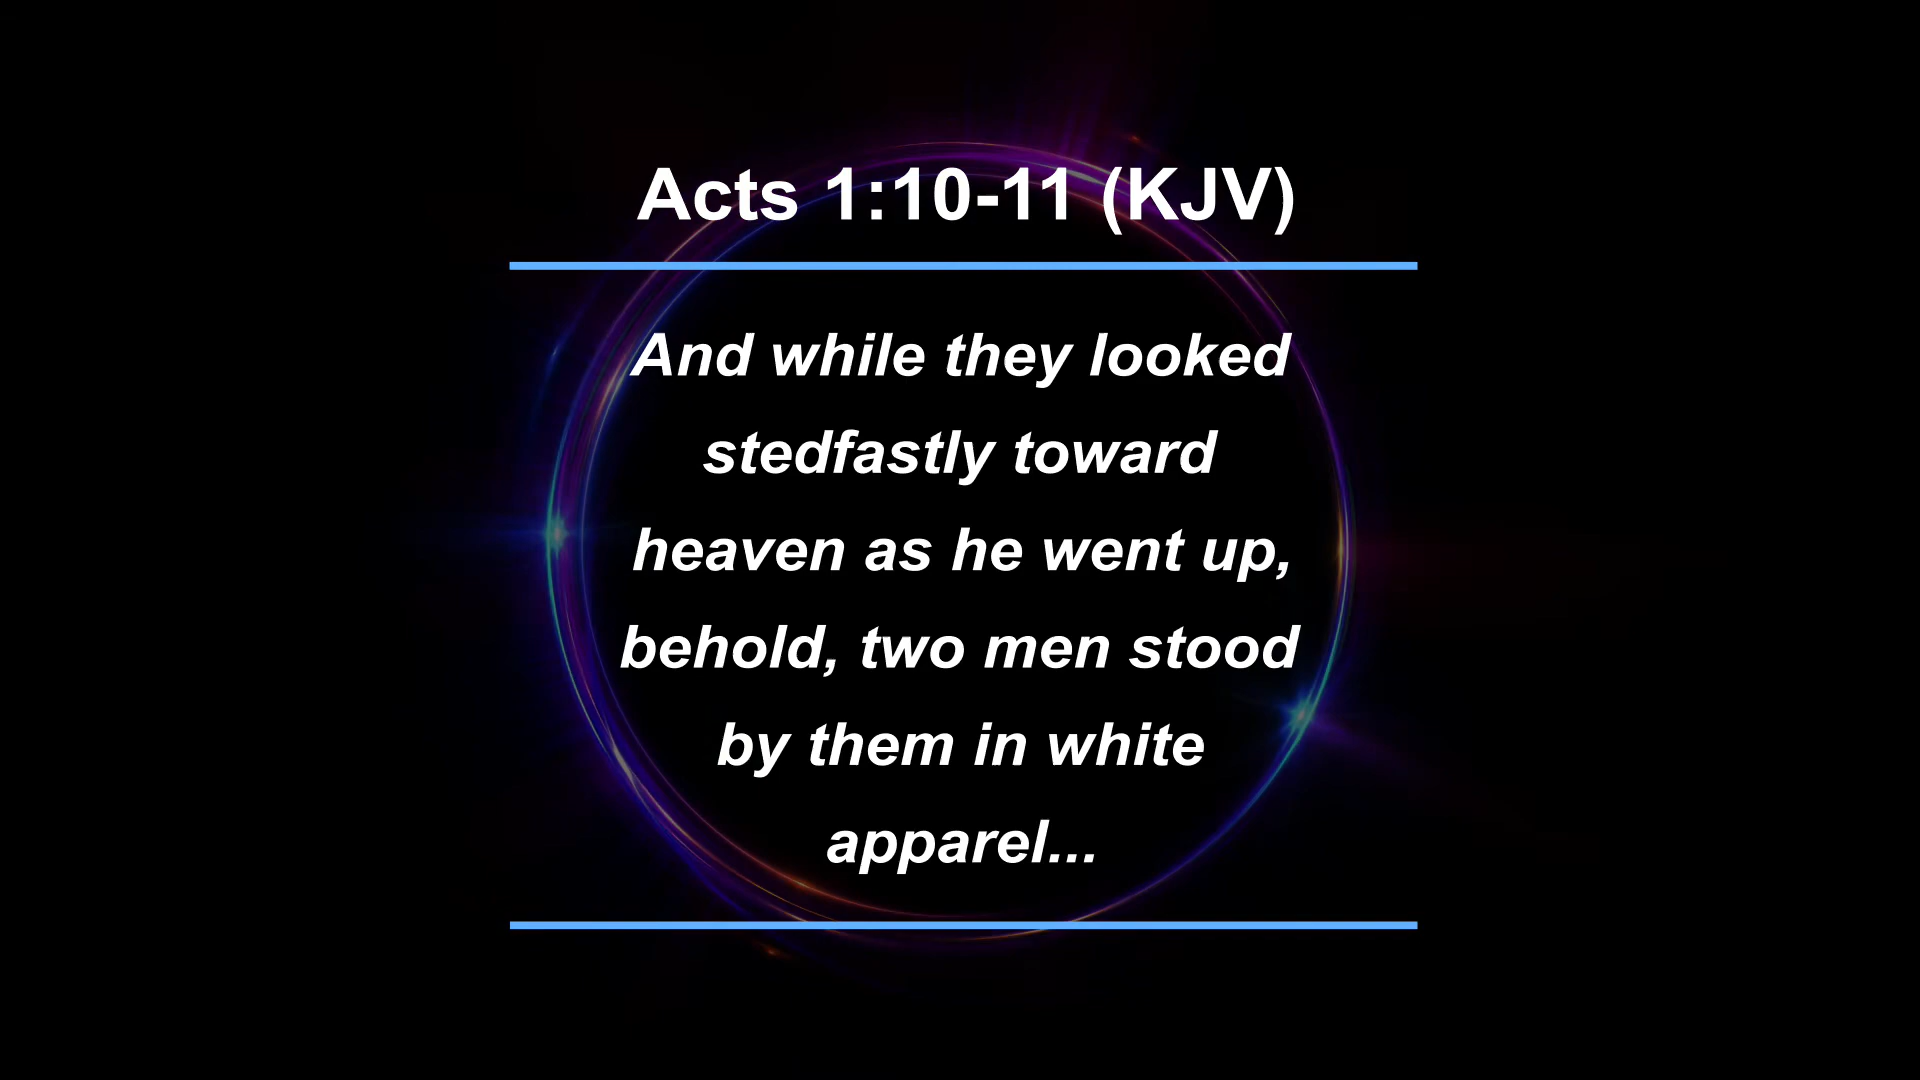 Acts 1:10-11 (KJV)
And while they looked
stedfastly toward
heaven as he went up,
behold, two men stood
by them in white
apparel...